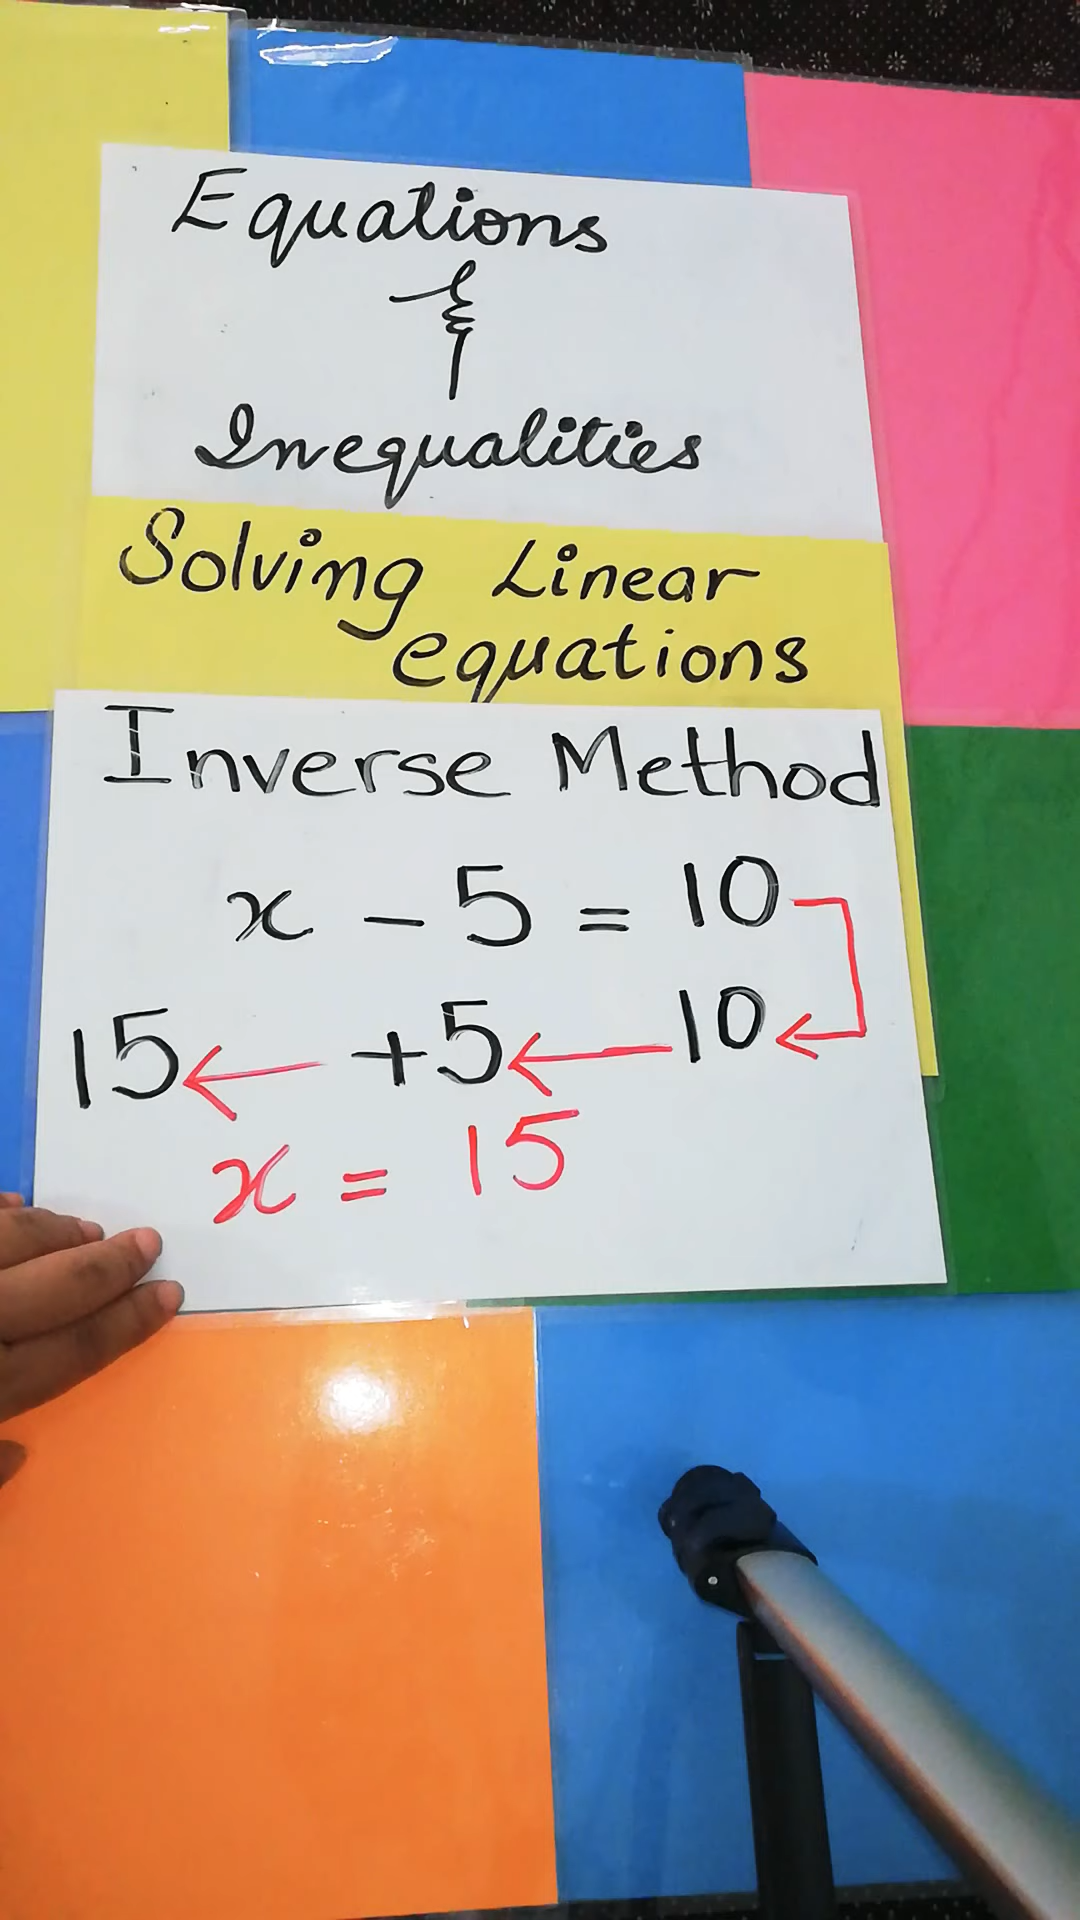 Equations
&
Inequalities
Solving Linear
equations
Inverse Method
x - 5 = 10
15 ← +5 ← 10
x = 15